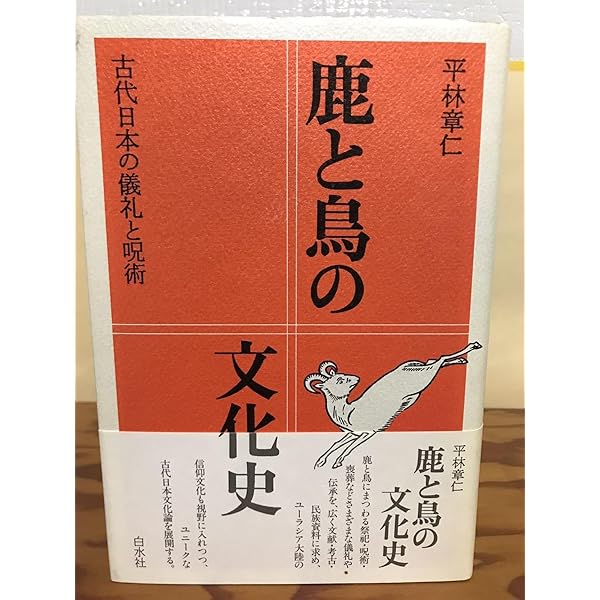 平林章仁
鹿と鳥の
文化史
古代日本の儀礼と呪術
平林章仁
鹿と鳥の
文化史
鹿と鳥にまつわる祭祀・呪術・
喪葬などさまざまな儀礼や
伝承を、広く文献・考古・
民族資料に求め、
ユーラシア大陸の
信仰文化も視野に入れつつ、
ユニークな
古代日本文化論を展開する。
白水社